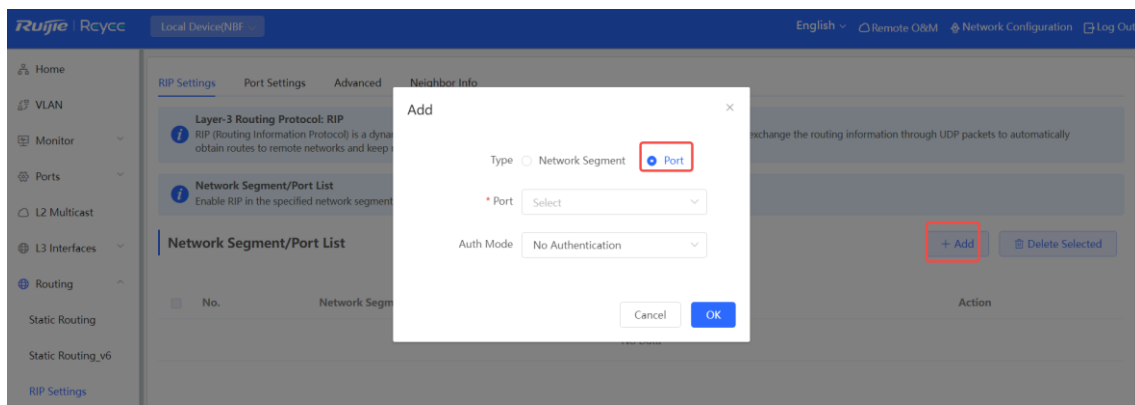 Ruijie | Rcycc Local Device(NBF English Remote O&M Network Configuration Log Out
Home
VLAN
Monitor
Ports
L2 Multicast
L3 Interfaces
Routing
Static Routing
Static Routing_v6
RIP Settings
RIP Settings Port Settings Advanced Neighbor Info
Layer-3 Routing Protocol: RIP
RIP (Routing Information Protocol) is a dynar exchange the routing information through UDP packets to automatically
obtain routes to remote networks and keep
Network Segment/Port List
Enable RIP in the specified network segment
Network Segment/Port List + Add Delete Selected
No. Network Segm Action
Add
Type Network Segment Port
* Port Select
Auth Mode No Authentication
Cancel OK